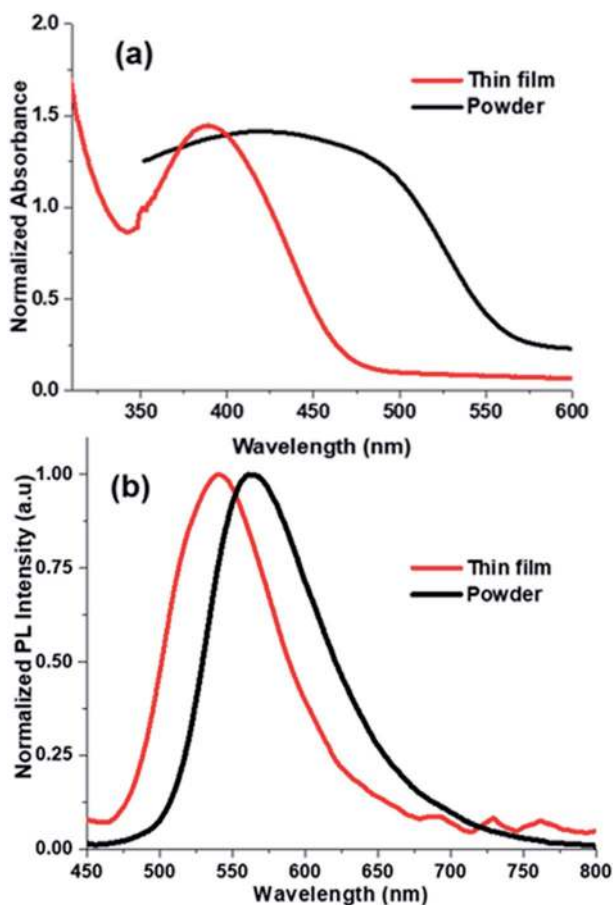 (a)
Thin film
Powder
Normalized Absorbance
2.0
1.5
1.0
0.5
0.0
350 400 450 500 550 600
Wavelength (nm)
(b)
Thin film
Powder
Normalized PL Intensity (a.u)
1.00
0.75
0.50
0.25
0.00
450 500 550 600 650 700 750 800
Wavelength (nm)